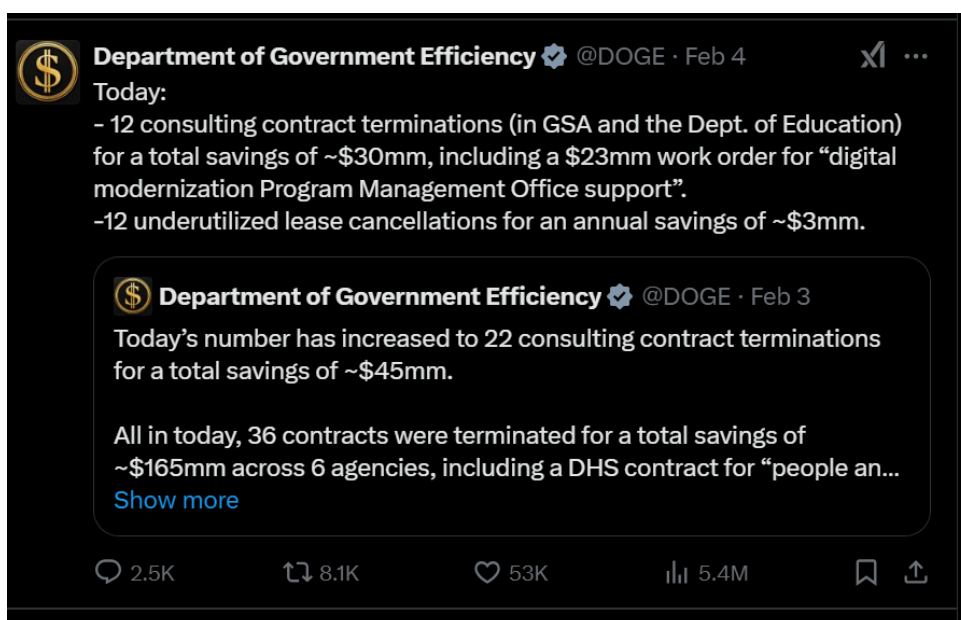 Department of Government Efficiency @DOGE · Feb 4
Today:
- 12 consulting contract terminations (in GSA and the Dept. of Education)
for a total savings of ~$30mm, including a $23mm work order for “digital
modernization Program Management Office support”.
-12 underutilized lease cancellations for an annual savings of ~$3mm.
Department of Government Efficiency @DOGE · Feb 3
Today’s number has increased to 22 consulting contract terminations
for a total savings of ~$45mm.
All in today, 36 contracts were terminated for a total savings of
~$165mm across 6 agencies, including a DHS contract for “people an...
Show more
2.5K 8.1K 53K 5.4M